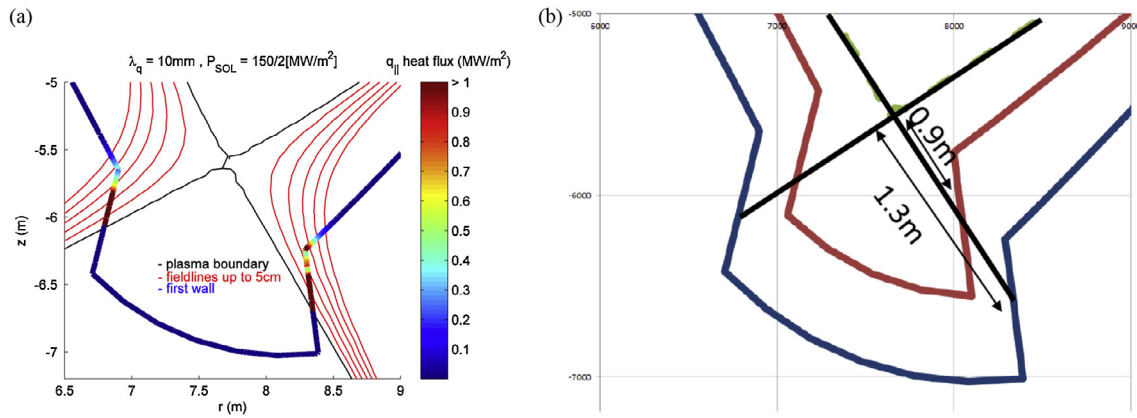 (a)
λq = 10mm , PSOL = 150/2[MW/m²]
q|| heat flux (MW/m²)
-5
-5.5
-6
-6.5
-7
z (m)
- plasma boundary
- fieldlines up to 5cm
- first wall
6.5
7
7.5
8
8.5
9
r (m)
> 1
0.9
0.8
0.7
0.6
0.5
0.4
0.3
0.2
0.1
(b)
-5000
6000
7000
8000
9000
-6000
-7000
0.9m
1.3m